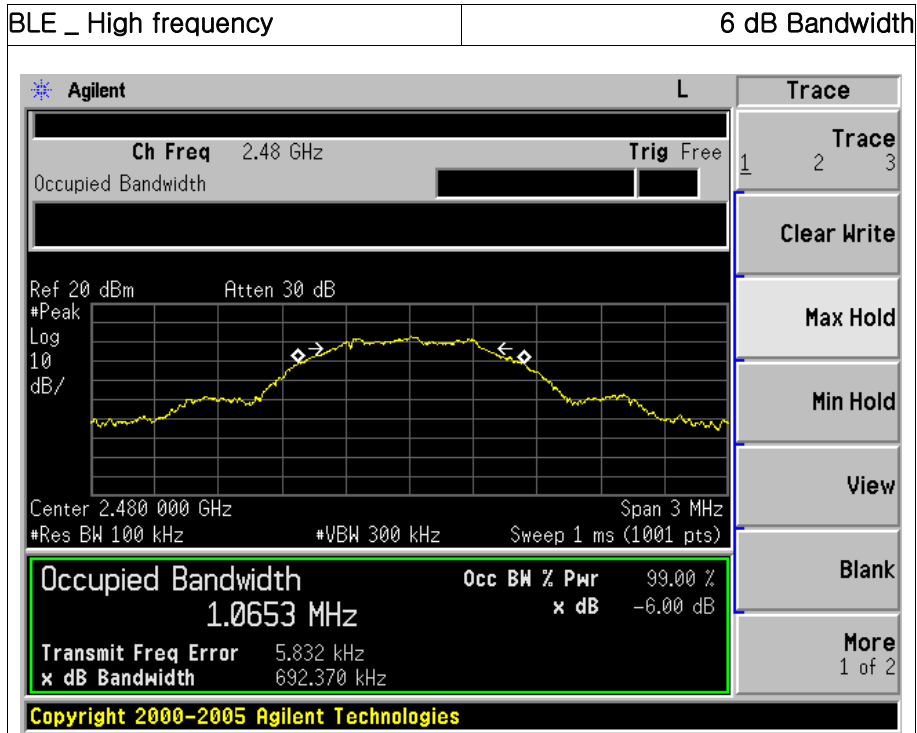 BLE _ High frequency
6 dB Bandwidth
Agilent
L
Trace
Ch Freq 2.48 GHz
Trig Free
Occupied Bandwidth
Trace
1 2 3
Clear Write
Ref 20 dBm
Atten 30 dB
#Peak
Log
10
dB/
Max Hold
Min Hold
View
Center 2.480 000 GHz
Span 3 MHz
#Res BW 100 kHz
#VBW 300 kHz
Sweep 1 ms (1001 pts)
Blank
Occupied Bandwidth
1.0653 MHz
Occ BW % Pwr 99.00 %
x dB -6.00 dB
Transmit Freq Error 5.832 kHz
x dB Bandwidth 692.370 kHz
More
1 of 2
Copyright 2000-2005 Agilent Technologies